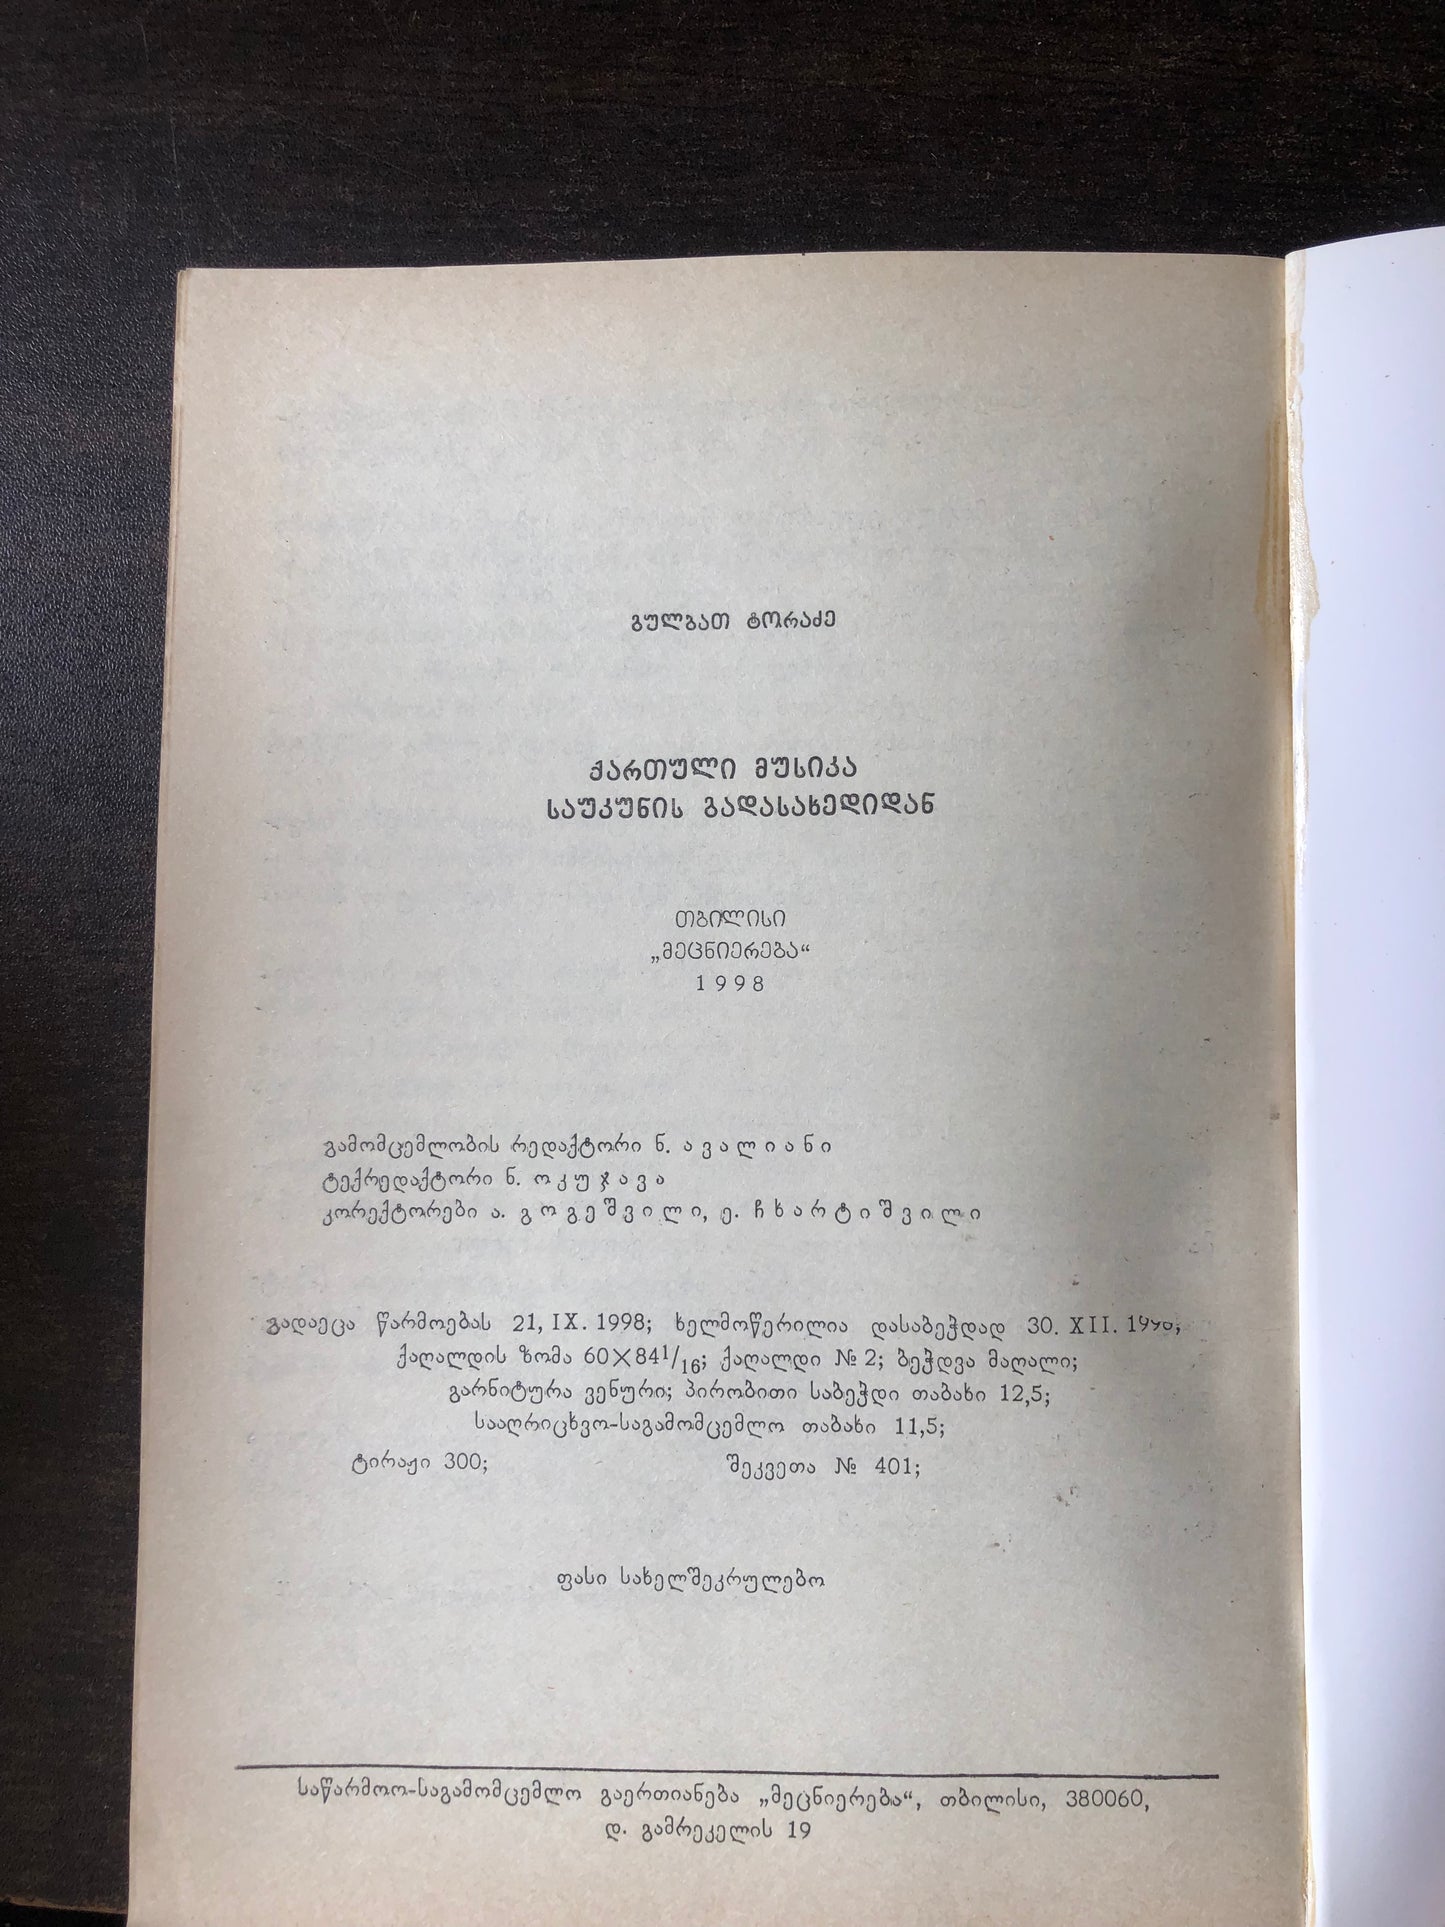 გულბათ ტორაძე
ქართული მუსიკა
საუკუნის გადასახედიდან
თბილისი
„მეცნიერება“
1998
გამომცემლობის რედაქტორი ნ. ავალიანი
ტექრედაქტორი ნ. ოკუჯავა
კორექტორები ა. გოგეშვილი, ე. ჩხარტიშვილი
გადაეცა წარმოებას 21, IX. 1998; ხელმოწერილია დასაბეჭდად 30. XII. 1998;
ქაღალდის ზომა 60×84¹/₁₆; ქაღალდი № 2; ბეჭდვა მაღალი;
გარნიტურა ვენური; პირობითი საბეჭდი თაბახი 12,5;
სააღრიცხვო-საგამომცემლო თაბახი 11,5;
ტირაჟი 300; შეკვეთა № 401;
ფასი სახელშეკრულებო
საწარმოო-საგამომცემლო გაერთიანება „მეცნიერება“, თბილისი, 380060,
დ. გამრეკელის 19